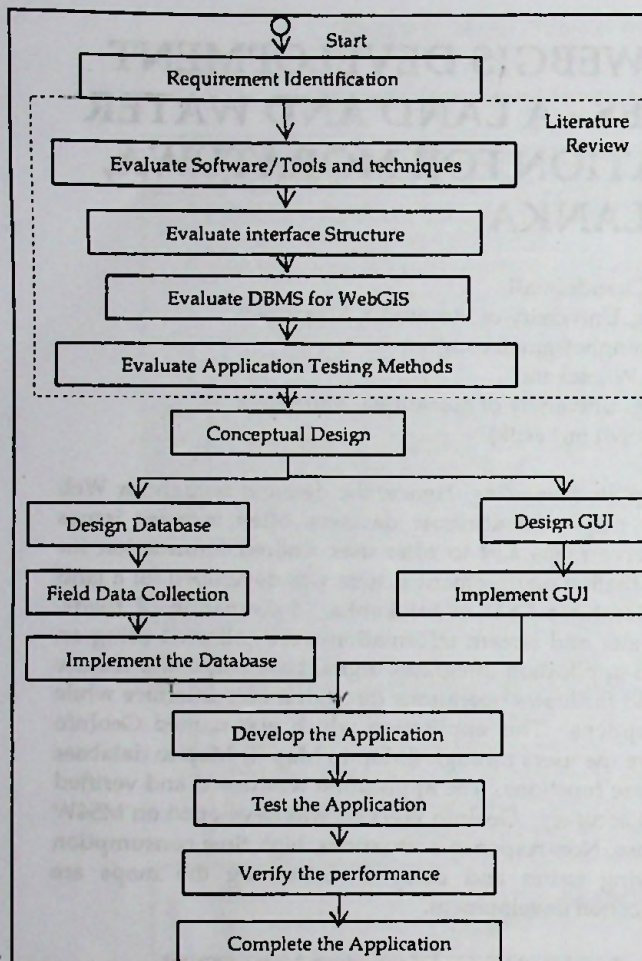 Start
Requirement Identification
Literature
Review
Evaluate Software/Tools and techniques
Evaluate interface Structure
Evaluate DBMS for WebGIS
Evaluate Application Testing Methods
Conceptual Design
Design Database
Design GUI
Field Data Collection
Implement GUI
Implement the Database
Develop the Application
Test the Application
Verify the performance
Complete the Application